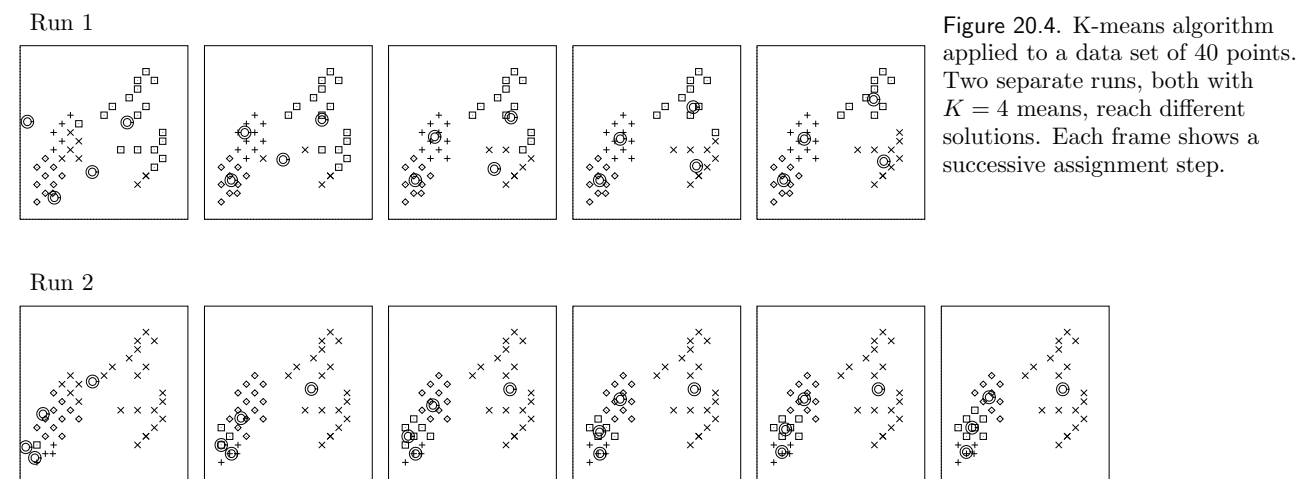 Run 1
Figure 20.4. K-means algorithm
applied to a data set of 40 points.
Two separate runs, both with
K = 4 means, reach different
solutions. Each frame shows a
successive assignment step.
Run 2